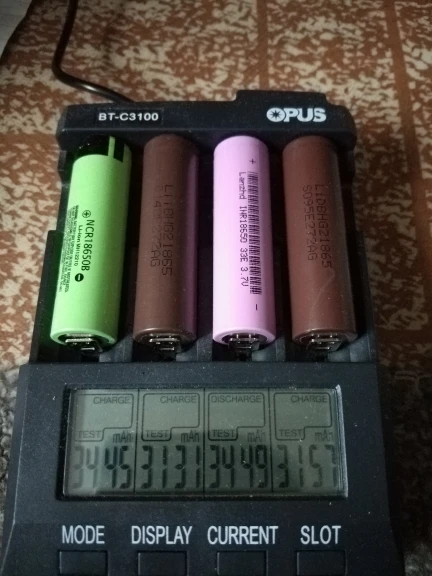 BT-C3100
OPUS
NCR18650B
Lanzhd INR18650 33E 3.7V
CHARGE CHARGE DISCHARGE CHARGE
TEST mAh TEST mAh TEST mAh TEST mAh
3445 3131 3449 3157
MODE DISPLAY CURRENT SLOT